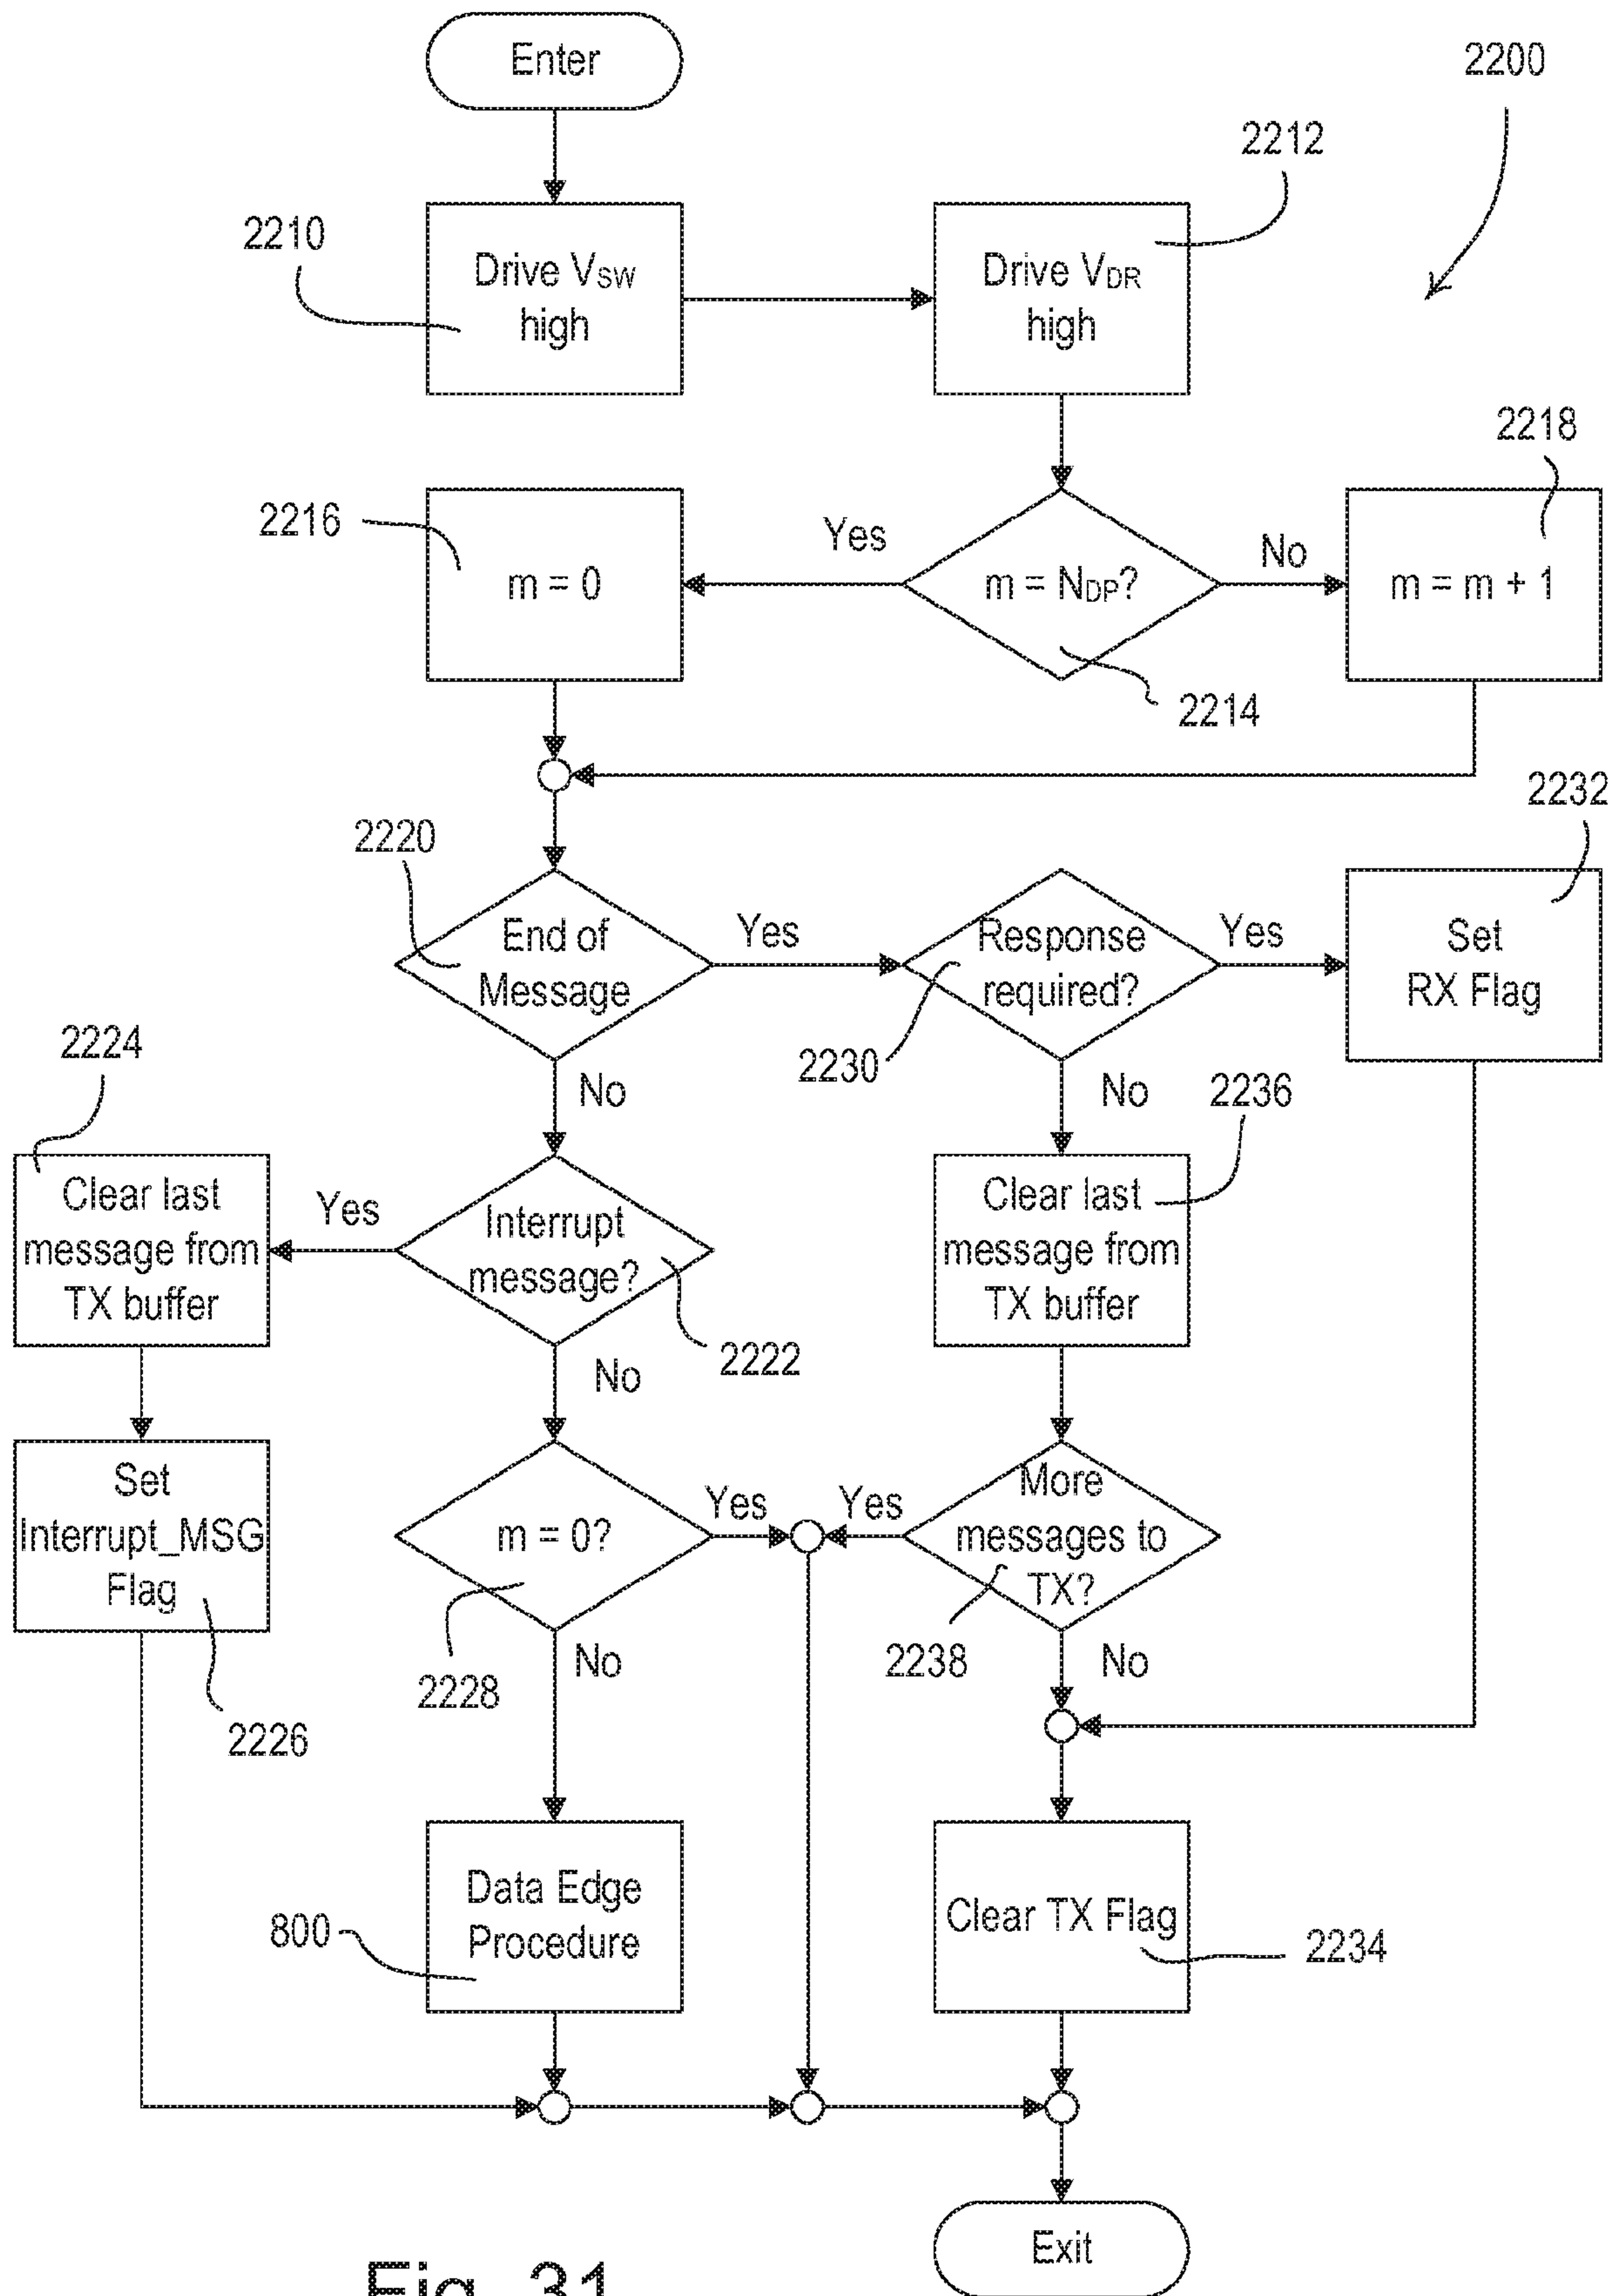 Enter
2200
2212
2210
Drive VSW
high
Drive VDR
high
2218
2216
m = 0
Yes
m = NDP?
No
m = m + 1
2214
2232
2220
End of
Message
Yes
Response
required?
Yes
Set
RX Flag
2224
2230
No
No
2236
Clear last
message from
TX buffer
Yes
Interrupt
message?
Clear last
message from
TX buffer
2222
No
Set
Interrupt_MSG
Flag
m = 0?
Yes
Yes
More
messages to
TX?
2228
No
2238
No
2226
800
Data Edge
Procedure
Clear TX Flag
2234
Exit
Fig. 31